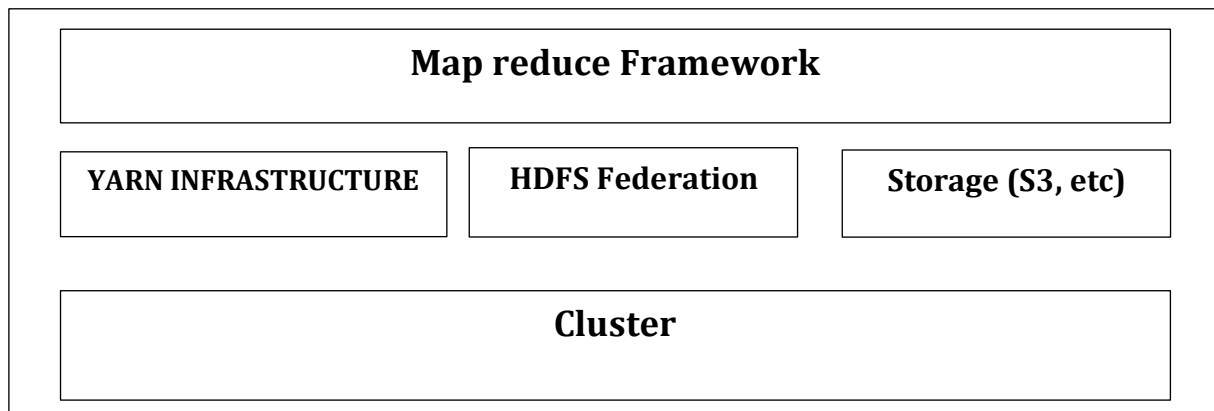 Map reduce Framework
YARN INFRASTRUCTURE
HDFS Federation
Storage (S3, etc)
Cluster